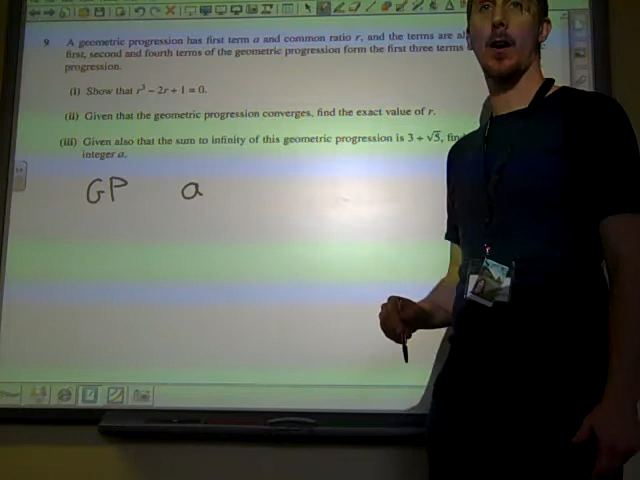 9 A geometric progression has first term a and common ratio r, and the terms are al
first, second and fourth terms of the geometric progression form the first three terms
progression.
(i) Show that r³ − 2r + 1 = 0.
(ii) Given that the geometric progression converges, find the exact value of r.
(iii) Given also that the sum to infinity of this geometric progression is 3 + √5, fin
integer a.
GP a